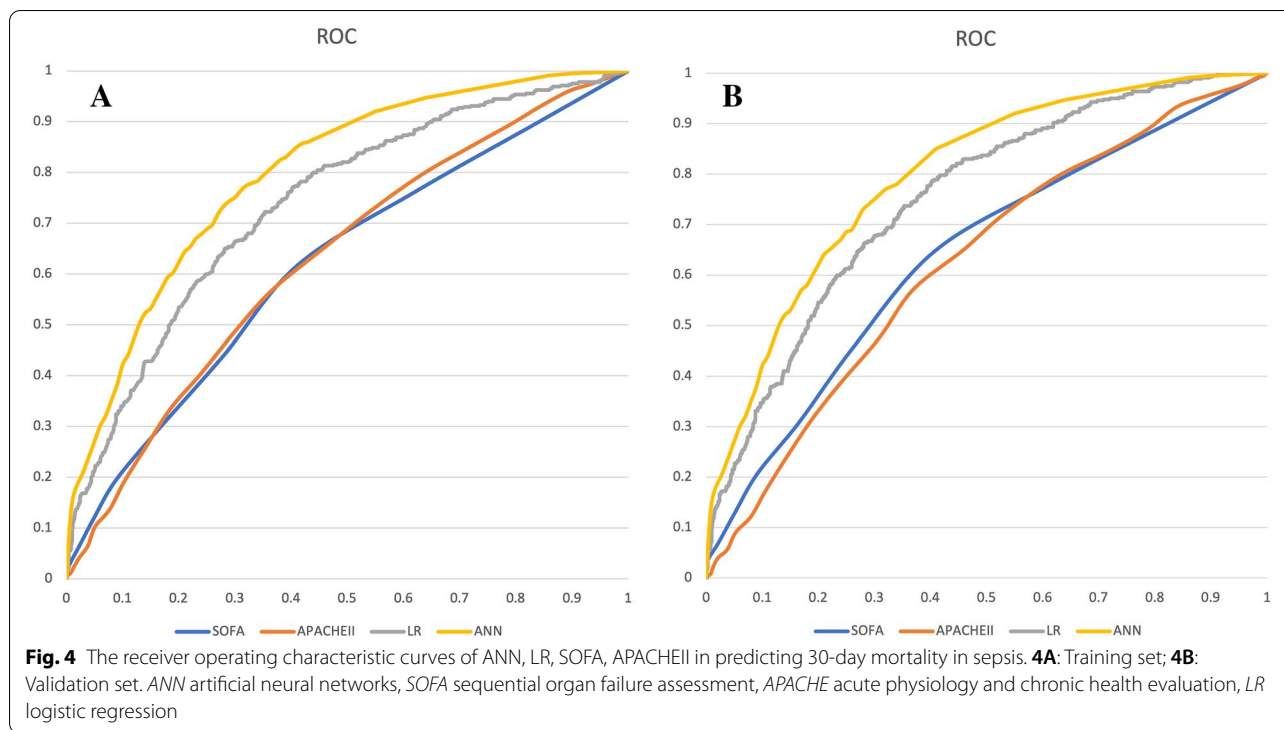 ROC
A
1
0.9
0.8
0.7
0.6
0.5
0.4
0.3
0.2
0.1
0
0 0.1 0.2 0.3 0.4 0.5 0.6 0.7 0.8 0.9 1
SOFA APACHEII LR ANN
ROC
B
1
0.9
0.8
0.7
0.6
0.5
0.4
0.3
0.2
0.1
0
0 0.1 0.2 0.3 0.4 0.5 0.6 0.7 0.8 0.9 1
SOFA APACHEII LR ANN
Fig. 4 The receiver operating characteristic curves of ANN, LR, SOFA, APACHEII in predicting 30-day mortality in sepsis. 4A: Training set; 4B:
Validation set. ANN artificial neural networks, SOFA sequential organ failure assessment, APACHE acute physiology and chronic health evaluation, LR
logistic regression